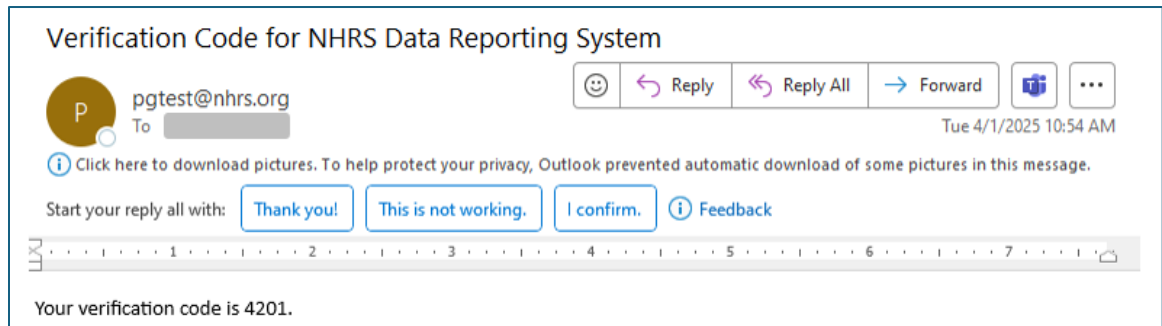 Verification Code for NHRS Data Reporting System
P
pgtest@nhrs.org
Reply
Reply All
Forward
To
Tue 4/1/2025 10:54 AM
Click here to download pictures. To help protect your privacy, Outlook prevented automatic download of some pictures in this message.
Start your reply all with: Thank you! This is not working. I confirm. Feedback
1 2 3 4 5 6 7
Your verification code is 4201.